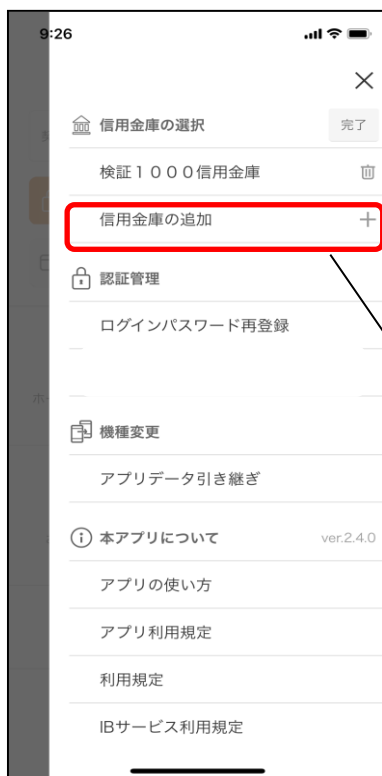 9:26
信用金庫の選択 完了
検証１０００信用金庫
信用金庫の追加
認証管理
ログインパスワード再登録
機種変更
アプリデータ引き継ぎ
本アプリについて ver.2.4.0
アプリの使い方
アプリ利用規定
利用規定
IBサービス利用規定